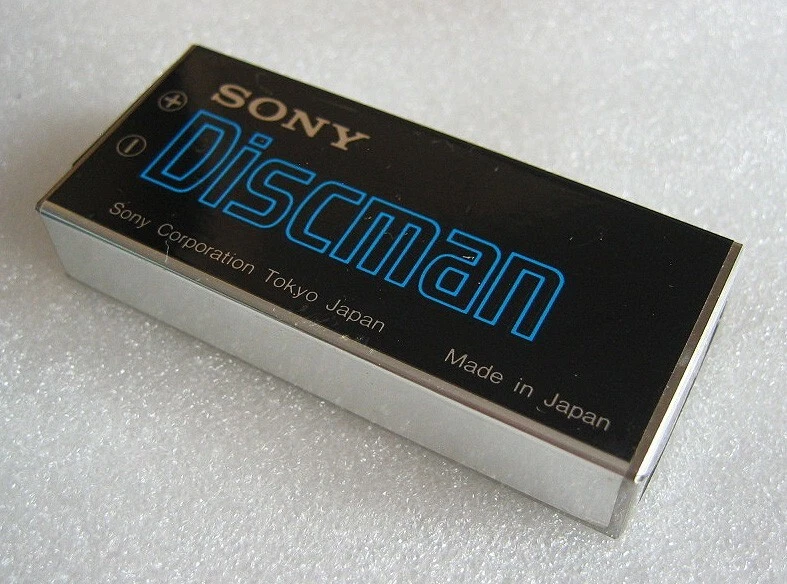 SONY
+
−
Discman
Sony Corporation Tokyo Japan
Made in Japan